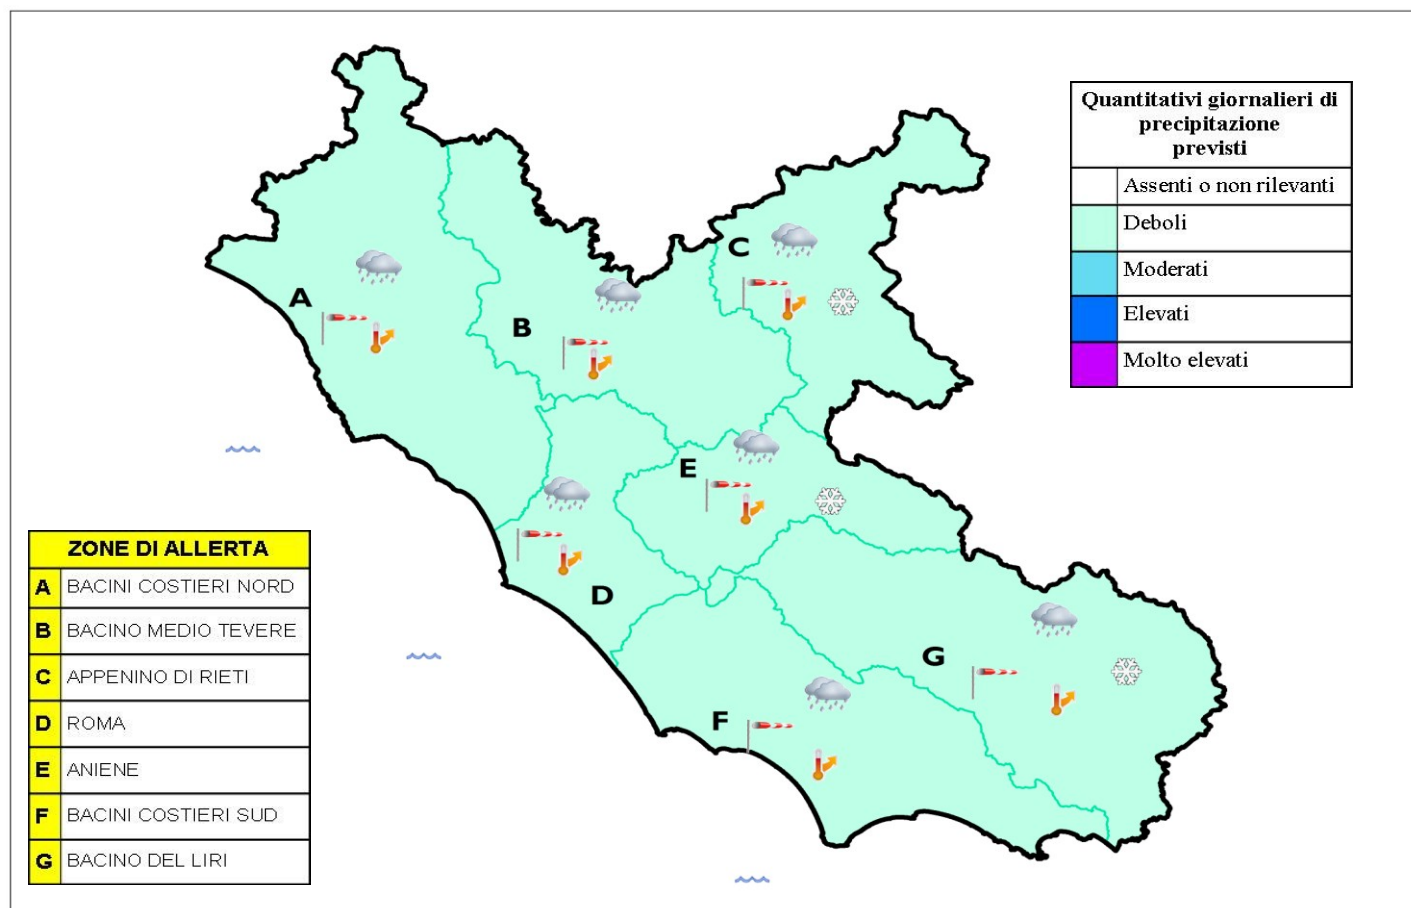 Quantitativi giornalieri di
precipitazione
previsti
Assenti o non rilevanti
Deboli
Moderati
Elevati
Molto elevati
C
A
B
E
D
G
F
ZONE DI ALLERTA
A BACINI COSTIERI NORD
B BACINO MEDIO TEVERE
C APPENINO DI RIETI
D ROMA
E ANIENE
F BACINI COSTIERI SUD
G BACINO DEL LIRI